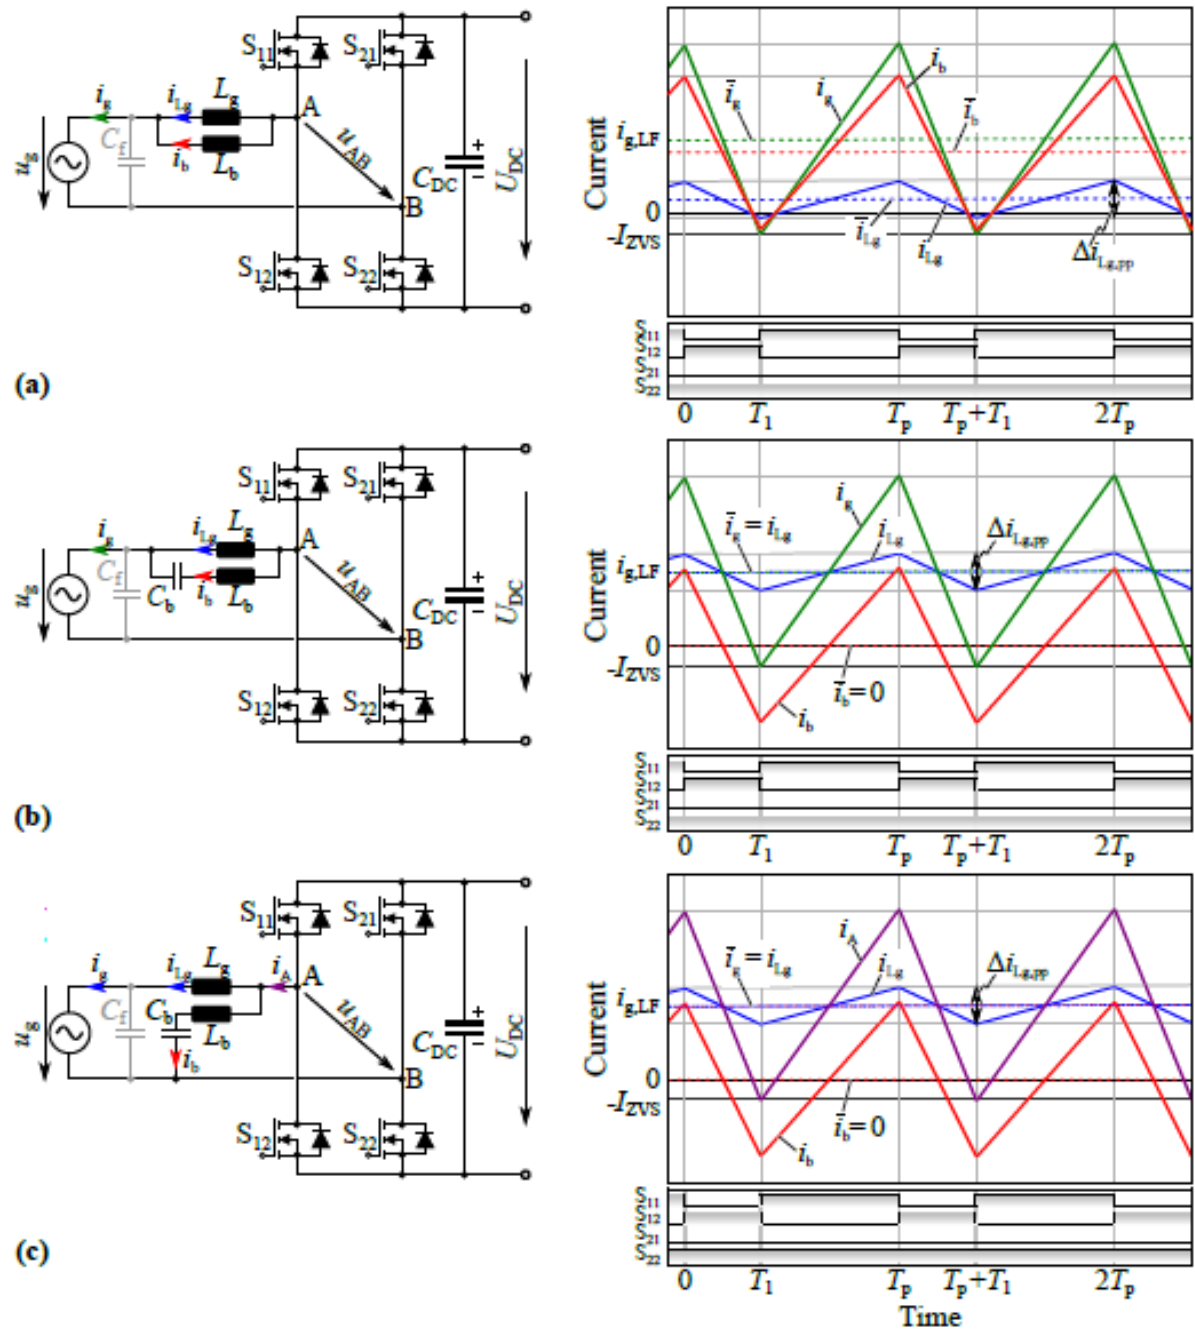 S11 S21
ig iLg Lg A
ug Cf ib Lb uAB CDC + − UDC
B
S12 S22
(a)
Current
ig,LF
0
-IZVS
īg ig ib īb
īLg iLg ΔiLg,pp
S11
S12
S21
S22
0 T1 Tp Tp+T1 2Tp
S11 S21
ig iLg Lg A
ug Cf Cb ib Lb uAB CDC + − UDC
B
S12 S22
(b)
Current
ig,LF
0
-IZVS
īg = iLg ig iLg ΔiLg,pp
īb=0 ib
S11
S12
S21
S22
0 T1 Tp Tp+T1 2Tp
S11 S21
ig iLg Lg iA A
ug Cf Cb Lb uAB CDC + − UDC
ib B
S12 S22
(c)
Current
ig,LF
0
-IZVS
īg = iLg iA iLg ΔiLg,pp
īb=0 ib
S11
S12
S21
S22
0 T1 Tp Tp+T1 2Tp
Time